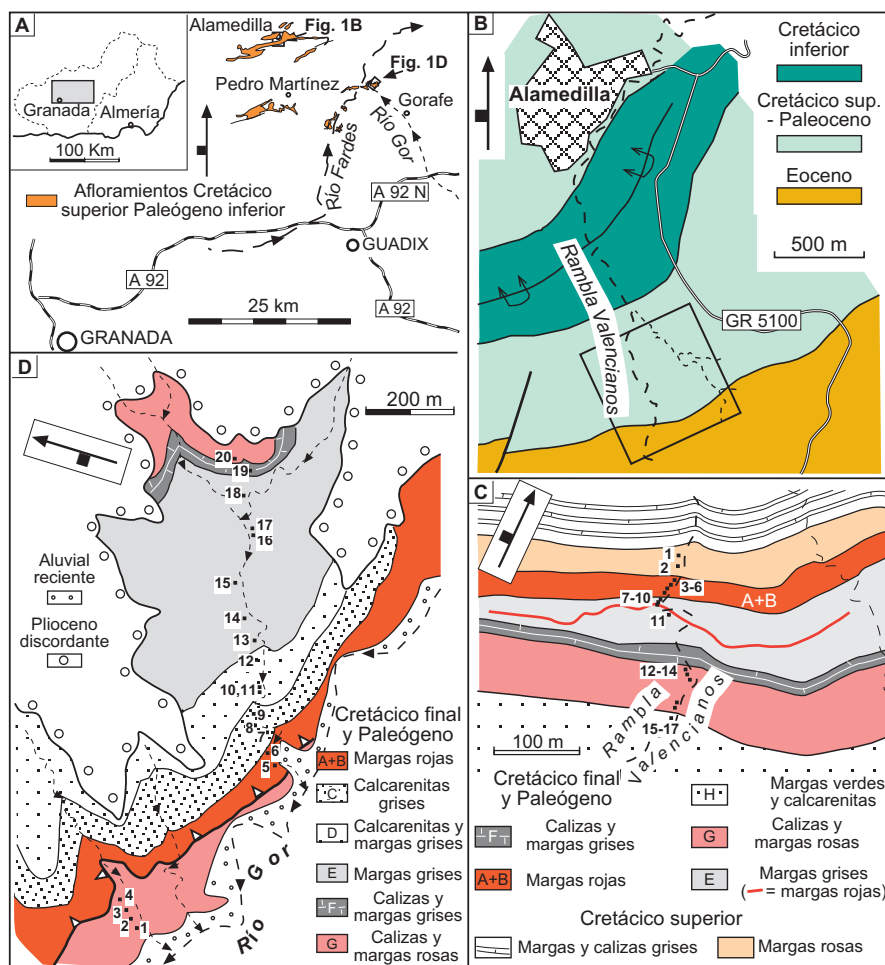 A
Alamedilla
Fig. 1B
Fig. 1D
Pedro Martínez
Gorafe
Granada
Almería
100 Km
Río Fardes
Río Gor
Afloramientos Cretácico
superior Paleógeno inferior
A 92 N
GUADIX
A 92
A 92
25 km
GRANADA
B
Alamedilla
Cretácico
inferior
Cretácico sup.
- Paleoceno
Eoceno
500 m
Rambla Valencianos
GR 5100
D
200 m
20
19
18
17
16
15
14
13
12
10,11
9
8
7
6
5
4
3
2
1
Aluvial
reciente
Plioceno
discordante
Río Gor
Cretácico final
y Paleógeno
A+B
Margas rojas
C
Calcarenitas
grises
D
Calcarenitas y
margas grises
E
Margas grises
F
Calizas y
margas grises
G
Calizas y
margas rosas
C
1
2
3-6
A+B
7-10
11
12-14
15-17
Rambla
Valencianos
100 m
Cretácico final
y Paleógeno
F
Calizas y
margas grises
A+B
Margas rojas
H
Margas verdes
y calcarenitas
G
Calizas y
margas rosas
E
Margas grises
( = margas rojas)
Cretácico superior
Margas y calizas grises
Margas rosas